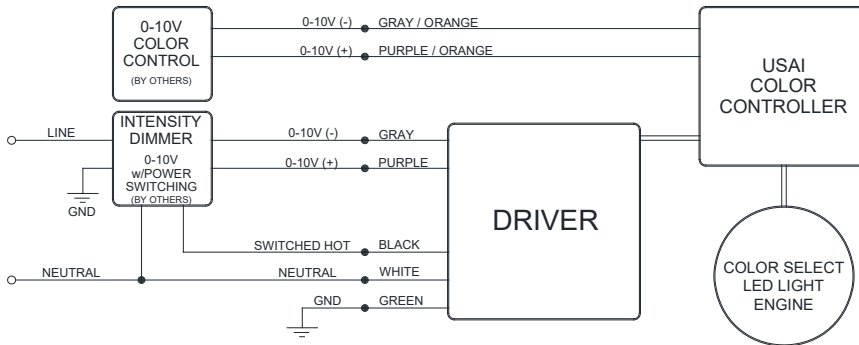 0-10V
COLOR
CONTROL
(BY OTHERS)
0-10V (-)
GRAY / ORANGE
0-10V (+)
PURPLE / ORANGE
USAI
COLOR
CONTROLLER
LINE
INTENSITY
DIMMER
0-10V
w/POWER
SWITCHING
(BY OTHERS)
GND
0-10V (-)
GRAY
0-10V (+)
PURPLE
DRIVER
SWITCHED HOT
BLACK
NEUTRAL
NEUTRAL
WHITE
GND
GREEN
COLOR SELECT
LED LIGHT
ENGINE